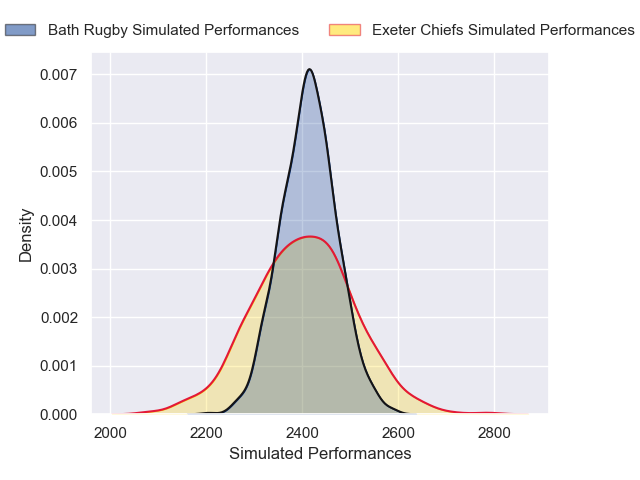 Bath Rugby Simulated Performances Exeter Chiefs Simulated Performances
0.007
0.006
0.005
0.004
0.003
0.002
0.001
0.000
Density
2000 2200 2400 2600 2800
Simulated Performances